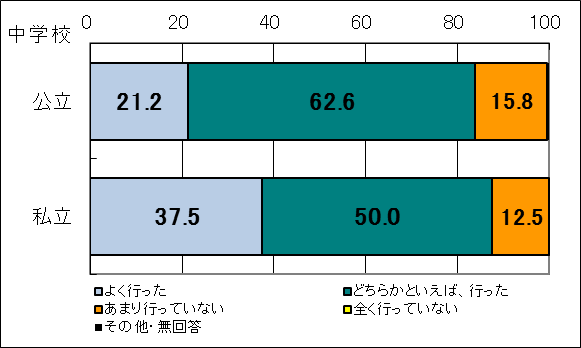 中学校
0 20 40 60 80 100
公立 21.2 62.6 15.8
私立 37.5 50.0 12.5
よく行った どちらかといえば、行った
あまり行っていない 全く行っていない
その他・無回答